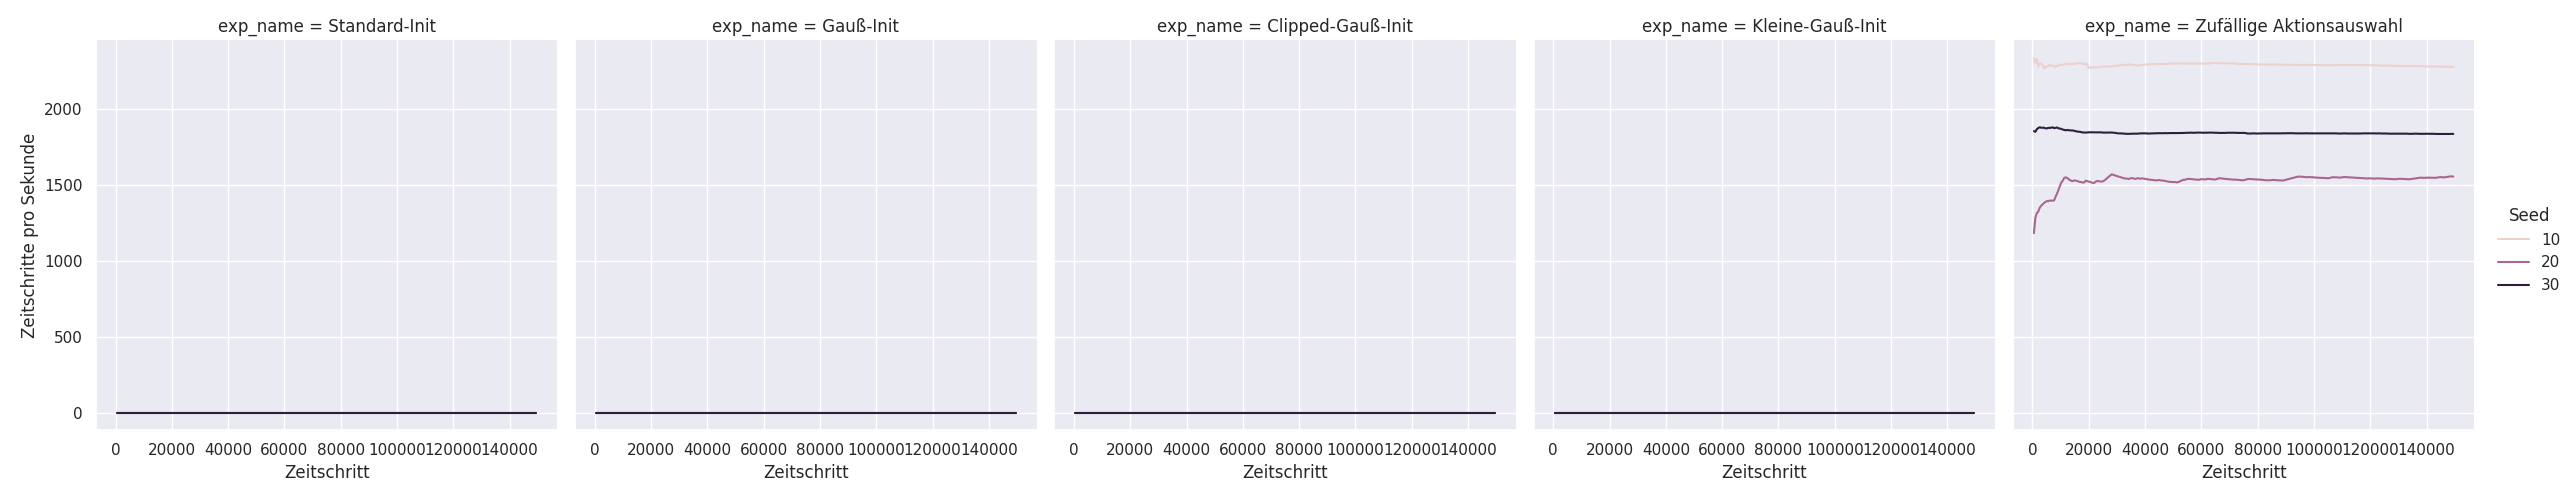 exp_name = Standard-Init
exp_name = Gauß-Init
exp_name = Clipped-Gauß-Init
exp_name = Kleine-Gauß-Init
exp_name = Zufällige Aktionsauswahl
Zeitschritte pro Sekunde
2000
1500
1000
500
0
0 20000 40000 60000 80000 100000 120000 140000
0 20000 40000 60000 80000 100000 120000 140000
0 20000 40000 60000 80000 100000 120000 140000
0 20000 40000 60000 80000 100000 120000 140000
0 20000 40000 60000 80000 100000 120000 140000
Zeitschritt
Zeitschritt
Zeitschritt
Zeitschritt
Zeitschritt
Seed
10
20
30